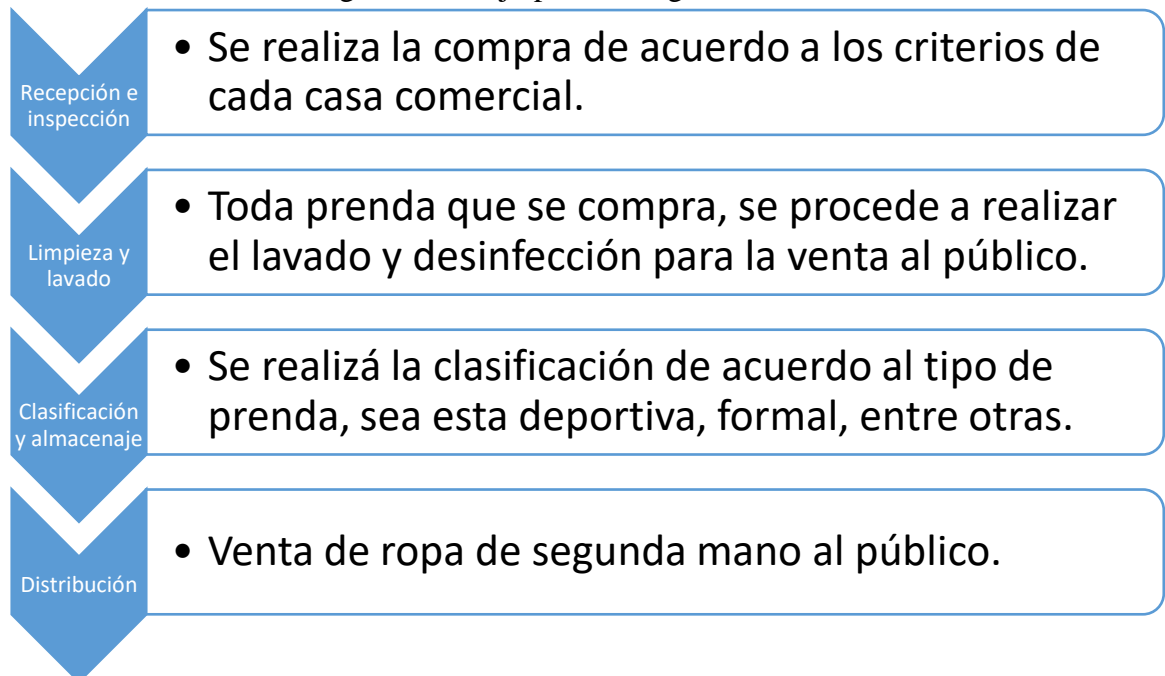 Recepción e
inspección
• Se realiza la compra de acuerdo a los criterios de
cada casa comercial.
Limpieza y
lavado
• Toda prenda que se compra, se procede a realizar
el lavado y desinfección para la venta al público.
Clasificación
y almacenaje
• Se realizá la clasificación de acuerdo al tipo de
prenda, sea esta deportiva, formal, entre otras.
Distribución
• Venta de ropa de segunda mano al público.